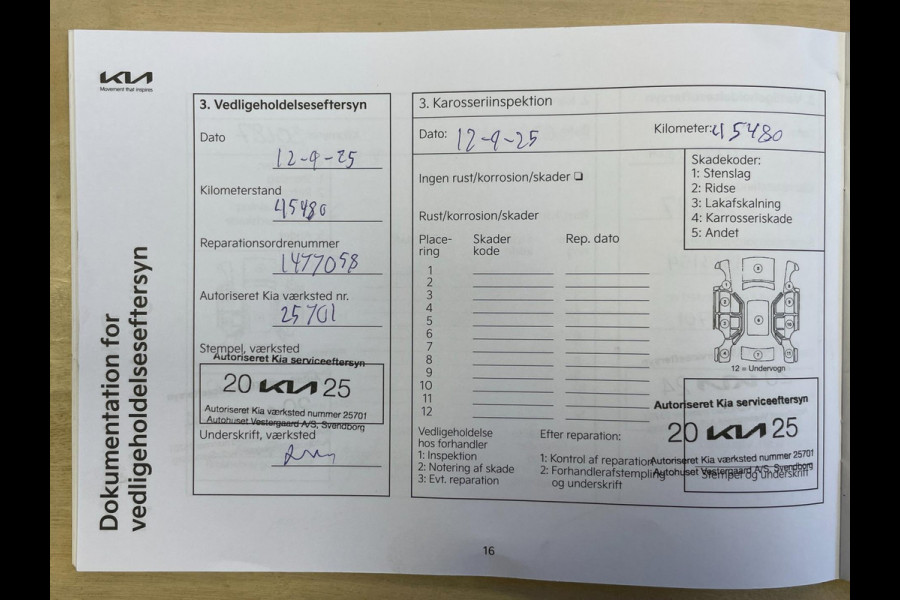 KIA
Movement that inspires
Dokumentation for
vedligeholdelseseftersyn
3. Vedligeholdelseseftersyn
Dato
12-9-25
Kilometerstand
45480
Reparationsordrenummer
1477058
Autoriseret Kia værksted nr.
25701
Stempel, værksted
Autoriseret Kia serviceeftersyn
20 KIA 25
Autoriseret Kia værksted nummer 25701
Autohuset Vestergaard A/S, Svendborg
Underskrift, værksted
3. Karosseriinspektion
Dato: 12-9-25 Kilometer: 45480
Ingen rust/korrosion/skader
Rust/korrosion/skader
Skadekoder:
1: Stenslag
2: Ridse
3: Lakafskalning
4: Karrosseriskade
5: Andet
Place-
ring
Skader
kode
Rep. dato
1
2
3
4
5
6
7
8
9
10
11
12
12 = Undervogn
Vedligeholdelse
hos forhandler
1: Inspektion
2: Notering af skade
3: Evt. reparation
Efter reparation:
1: Kontrol af reparation
2: Forhandlerafstempling
og underskrift
Autoriseret Kia serviceeftersyn
20 KIA 25
Autoriseret Kia værksted nummer 25701
Autohuset Vestergaard A/S, Svendborg
Stempel og underskrift
16